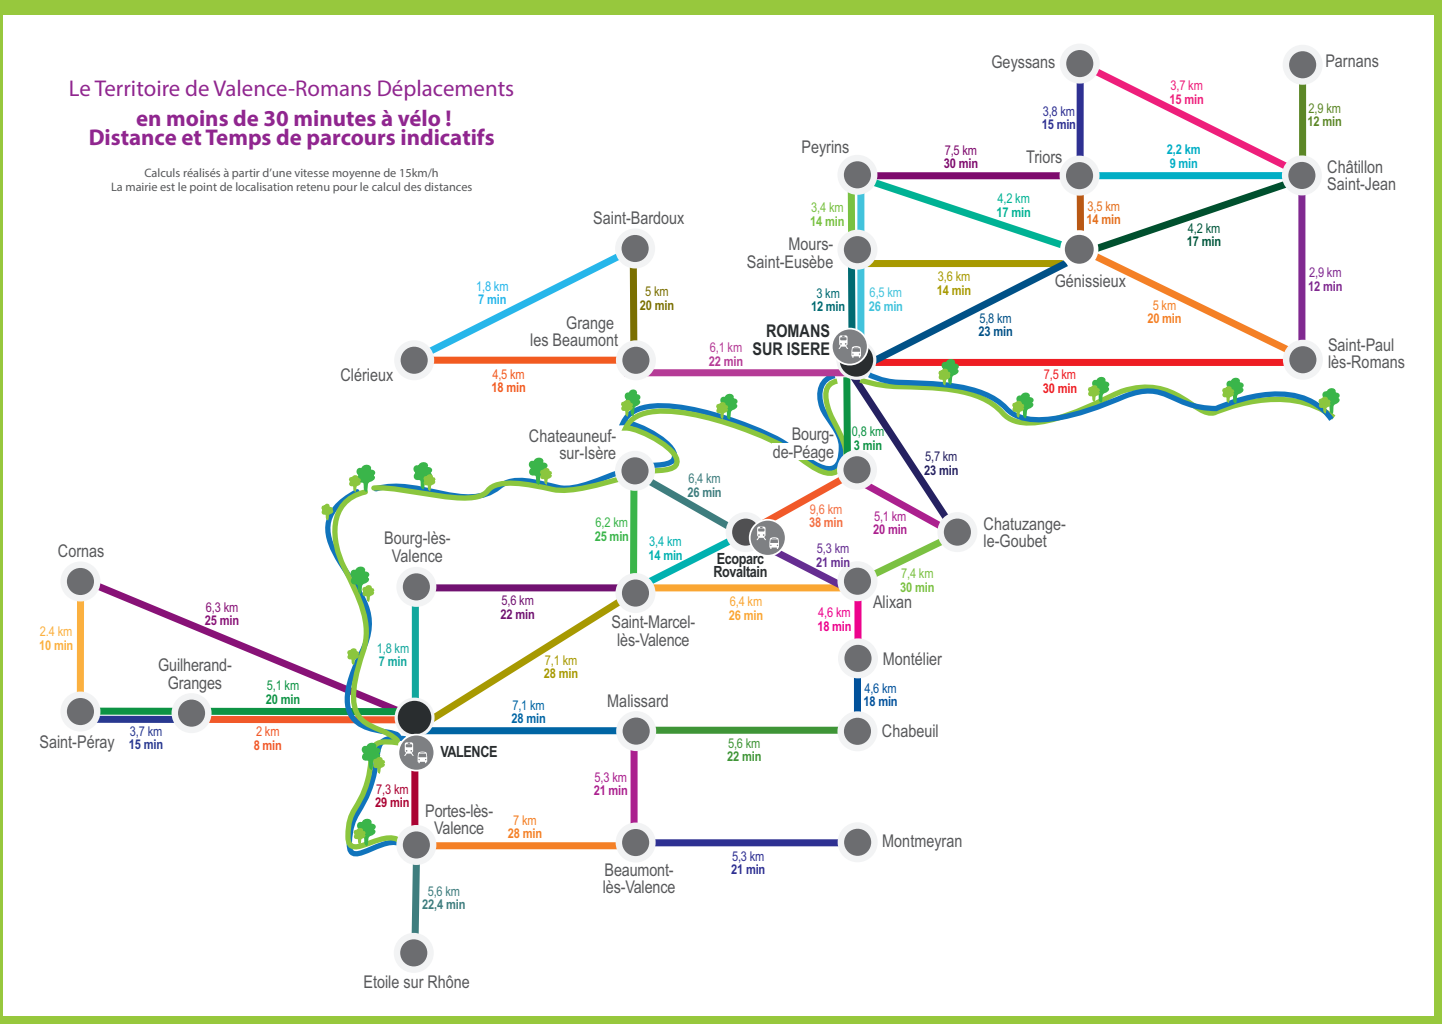 Le Territoire de Valence-Romans Déplacements
en moins de 30 minutes à vélo !
Distance et Temps de parcours indicatifs
Calculs réalisés à partir d'une vitesse moyenne de 15km/h
La mairie est le point de localisation retenu pour le calcul des distances
Geyssans
Parnans
3,7 km
15 min
3,8 km
15 min
2,9 km
12 min
Peyrins
7,5 km
30 min
Triors
2,2 km
9 min
Châtillon
Saint-Jean
3,4 km
14 min
4,2 km
17 min
3,5 km
14 min
4,2 km
17 min
Saint-Bardoux
Mours-
Saint-Eusèbe
3,6 km
14 min
Génissieux
2,9 km
12 min
1,8 km
7 min
5 km
20 min
3 km
12 min
6,5 km
26 min
5 km
20 min
Grange
les Beaumont
ROMANS
SUR ISERE
5,8 km
23 min
Saint-Paul
lès-Romans
Clérieux
4,5 km
18 min
6,1 km
22 min
7,5 km
30 min
Chateauneuf-
sur-Isère
Bourg-
de-Péage
0,8 km
3 min
5,7 km
23 min
6,4 km
26 min
9,6 km
38 min
5,1 km
20 min
Chatuzange-
le-Goubet
6,2 km
25 min
3,4 km
14 min
Ecoparc
Rovaltain
5,3 km
21 min
7,4 km
30 min
Cornas
Bourg-lès-
Valence
5,6 km
22 min
6,4 km
26 min
Alixan
6,3 km
25 min
2.4 km
10 min
Saint-Marcel-
lès-Valence
4,6 km
18 min
1,8 km
7 min
7,1 km
28 min
Montélier
Guilherand-
Granges
5,1 km
20 min
4,6 km
18 min
Saint-Péray
3,7 km
15 min
2 km
8 min
7,1 km
28 min
Malissard
Chabeuil
VALENCE
5,6 km
22 min
7,3 km
29 min
5,3 km
21 min
Portes-lès-
Valence
7 km
28 min
Montmeyran
5,3 km
21 min
Beaumont-
lès-Valence
5,6 km
22,4 min
Etoile sur Rhône